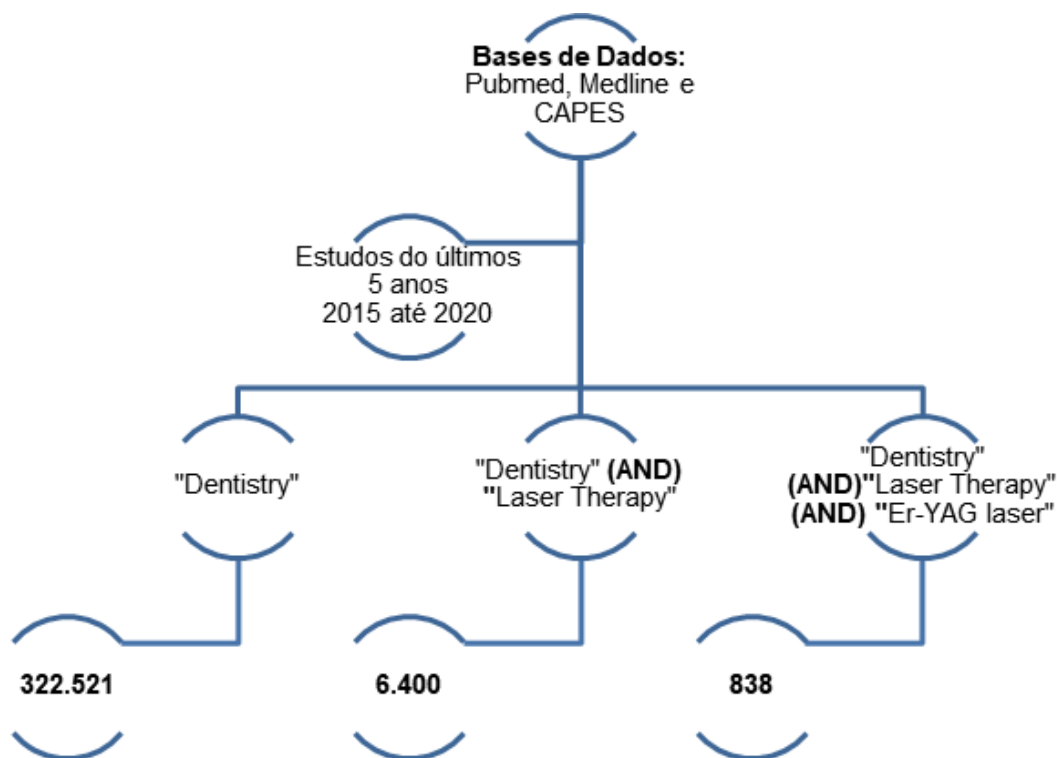 Bases de Dados:
Pubmed, Medline e
CAPES
Estudos do últimos
5 anos
2015 até 2020
"Dentistry"
"Dentistry" (AND)
"Laser Therapy"
"Dentistry"
(AND)"Laser Therapy"
(AND) "Er-YAG laser"
322.521
6.400
838